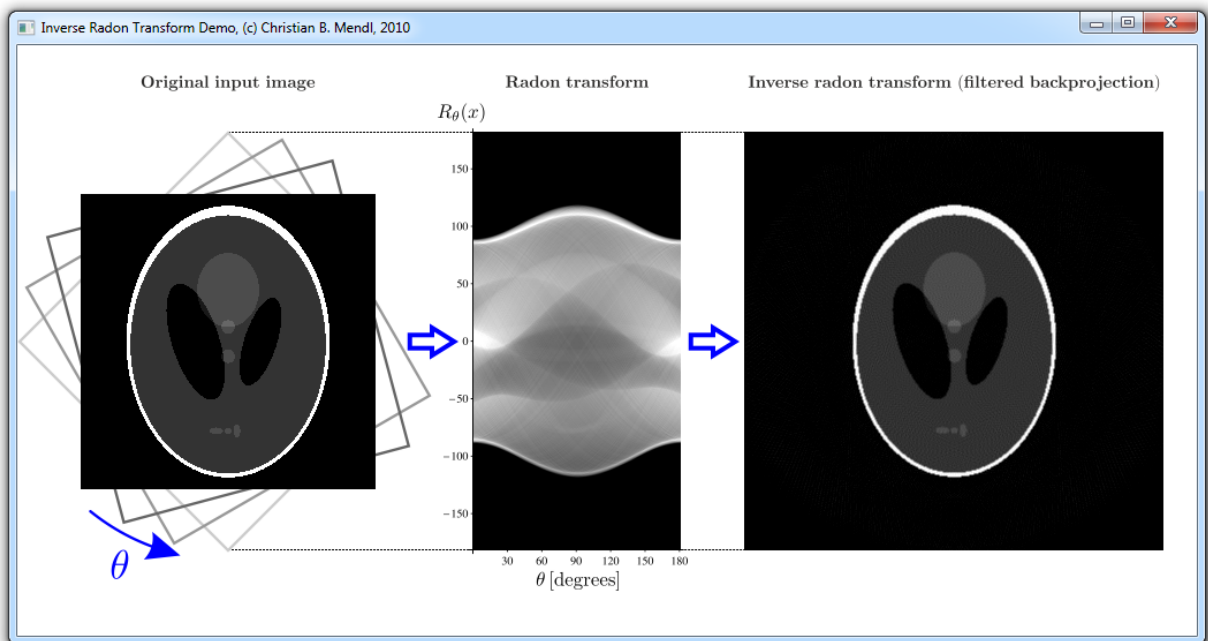 Inverse Radon Transform Demo, (c) Christian B. Mendl, 2010
Original input image
Radon transform
Inverse radon transform (filtered backprojection)
R_θ(x)
150
100
50
0
−50
−100
−150
30 60 90 120 150 180
θ [degrees]
θ